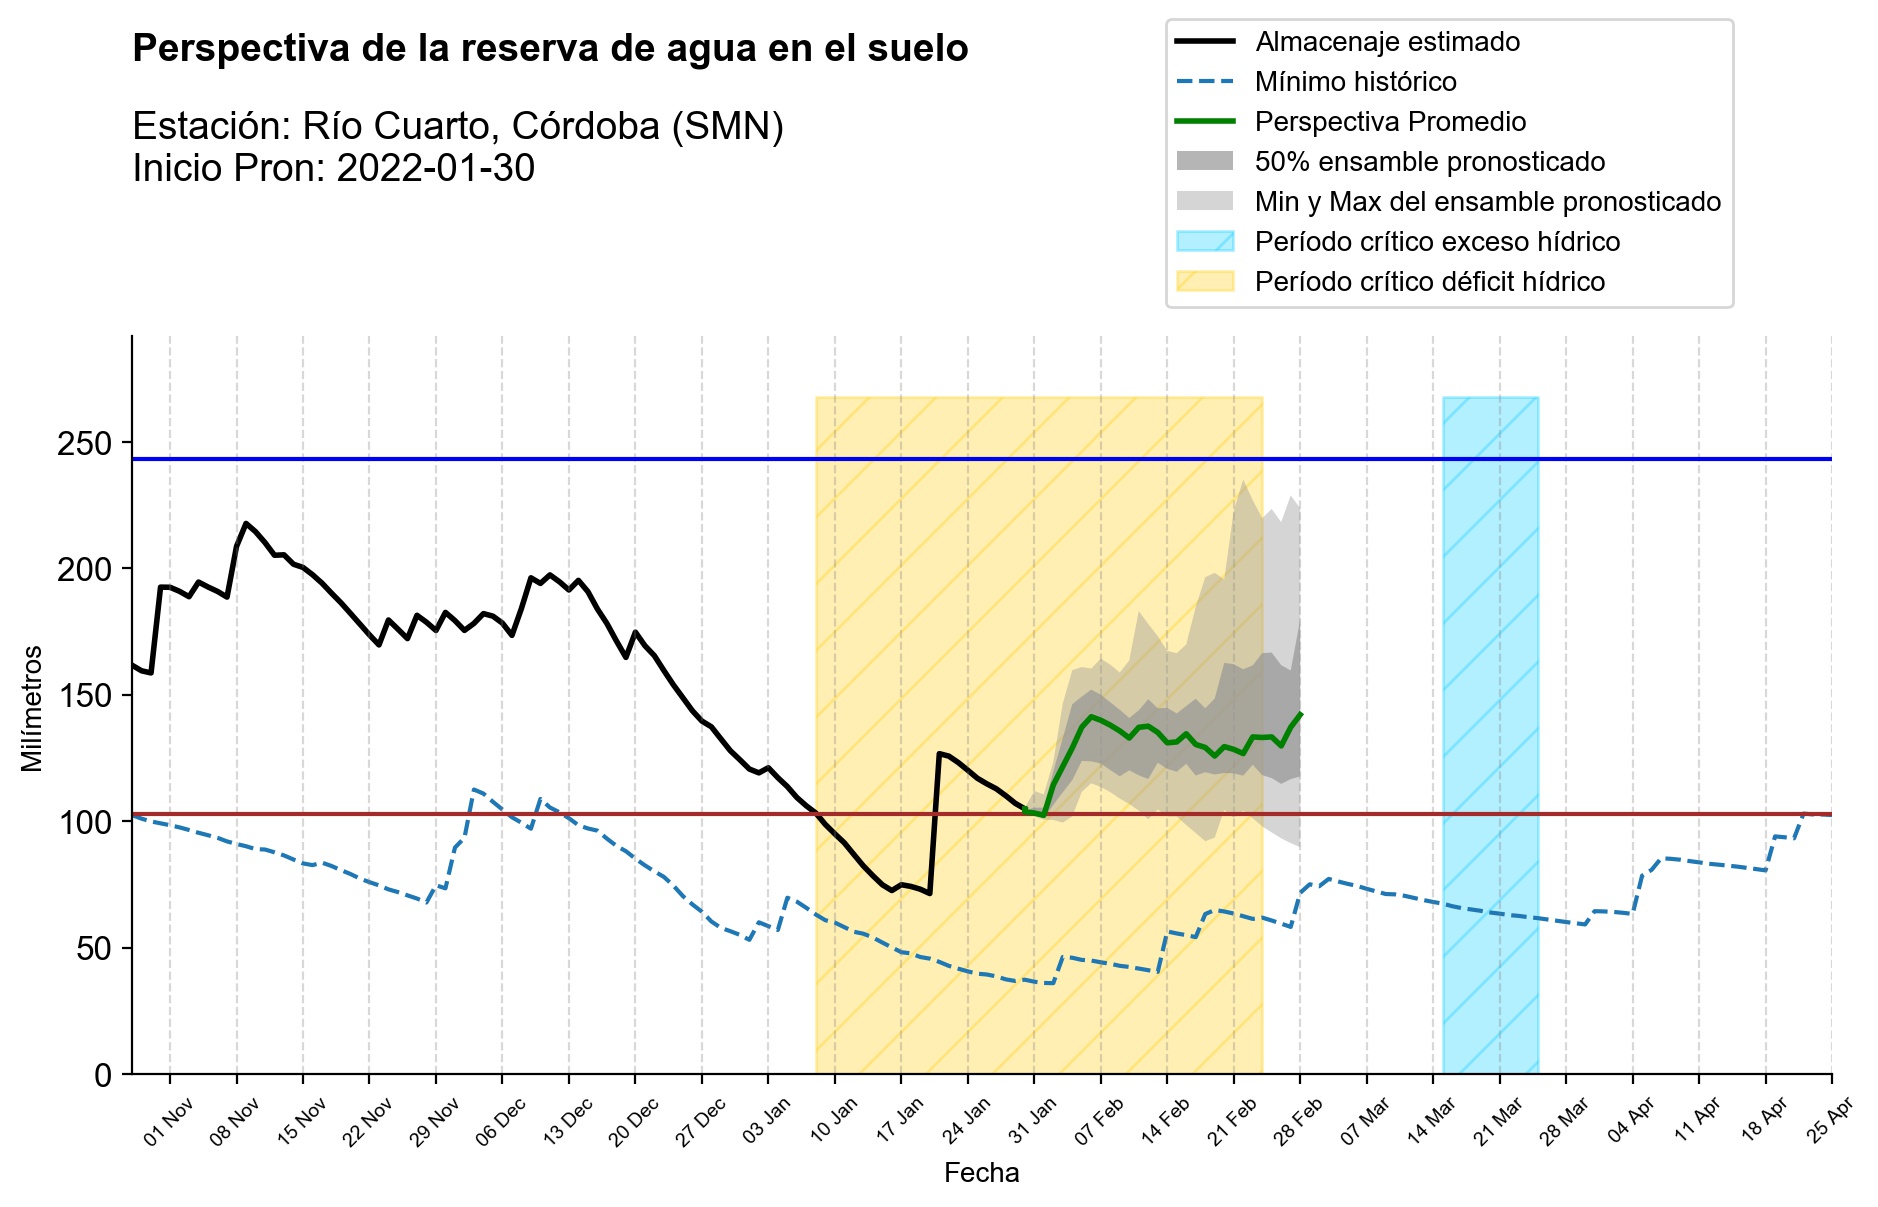 Perspectiva de la reserva de agua en el suelo
Estación: Río Cuarto, Córdoba (SMN)
Inicio Pron: 2022-01-30
Almacenaje estimado
Mínimo histórico
Perspectiva Promedio
50% ensamble pronosticado
Min y Max del ensamble pronosticado
Período crítico exceso hídrico
Período crítico déficit hídrico
Milímetros
250
200
150
100
50
0
01 Nov
08 Nov
15 Nov
22 Nov
29 Nov
06 Dec
13 Dec
20 Dec
27 Dec
03 Jan
10 Jan
17 Jan
24 Jan
31 Jan
07 Feb
14 Feb
21 Feb
28 Feb
07 Mar
14 Mar
21 Mar
28 Mar
04 Apr
11 Apr
18 Apr
25 Apr
Fecha